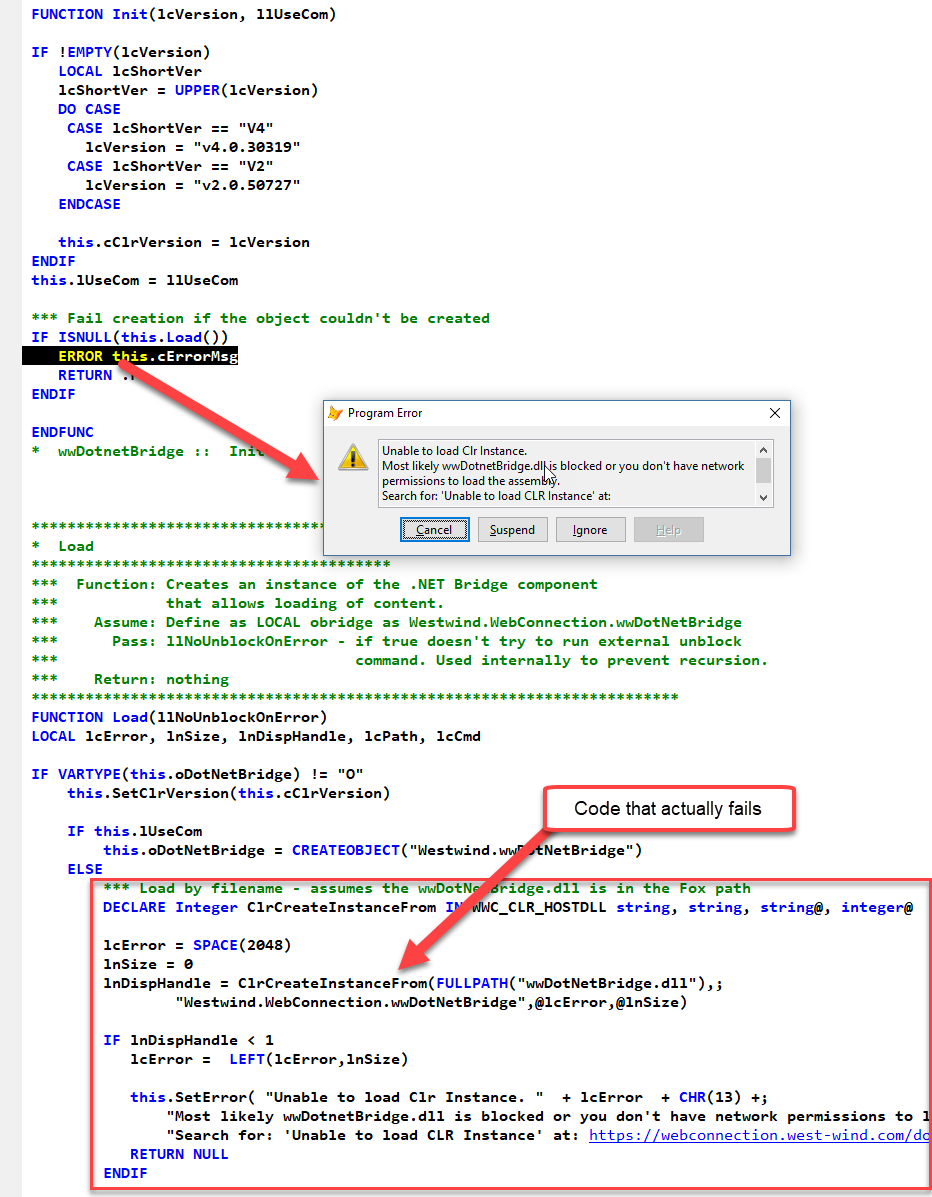 FUNCTION Init(lcVersion, llUseCom)
IF !EMPTY(lcVersion)
LOCAL lcShortVer
lcShortVer = UPPER(lcVersion)
DO CASE
CASE lcShortVer == "V4"
lcVersion = "v4.0.30319"
CASE lcShortVer == "V2"
lcVersion = "v2.0.50727"
ENDCASE
this.cClrVersion = lcVersion
ENDIF
this.lUseCom = llUseCom
*** Fail creation if the object couldn't be created
IF ISNULL(this.Load())
ERROR this.cErrorMsg
RETURN
ENDIF
ENDFUNC
* wwDotnetBridge :: Init
Program Error
Unable to load Clr Instance.
Most likely wwDotnetBridge.dll is blocked or you don't have network
permissions to load the assembly.
Search for: 'Unable to load CLR Instance' at:
Cancel Suspend Ignore Help
********************************
* Load
****************************************
*** Function: Creates an instance of the .NET Bridge component
*** that allows loading of content.
*** Assume: Define as LOCAL obridge as Westwind.WebConnection.wwDotNetBridge
*** Pass: llNoUnblockOnError - if true doesn't try to run external unblock
*** command. Used internally to prevent recursion.
*** Return: nothing
************************************************************************
FUNCTION Load(llNoUnblockOnError)
LOCAL lcError, lnSize, lnDispHandle, lcPath, lcCmd
IF VARTYPE(this.oDotNetBridge) != "O"
this.SetClrVersion(this.cClrVersion)
Code that actually fails
IF this.lUseCom
this.oDotNetBridge = CREATEOBJECT("Westwind.wwDotNetBridge")
ELSE
*** Load by filename - assumes the wwDotNetBridge.dll is in the Fox path
DECLARE Integer ClrCreateInstanceFrom IN WWC_CLR_HOSTDLL string, string, string@, integer@
lcError = SPACE(2048)
lnSize = 0
lnDispHandle = ClrCreateInstanceFrom(FULLPATH("wwDotNetBridge.dll"),;
"Westwind.WebConnection.wwDotNetBridge",@lcError,@lnSize)
IF lnDispHandle < 1
lcError = LEFT(lcError,lnSize)
this.SetError( "Unable to load Clr Instance. " + lcError + CHR(13) +;
"Most likely wwDotnetBridge.dll is blocked or you don't have network permissions to l
"Search for: 'Unable to load CLR Instance' at: https://webconnection.west-wind.com/do
RETURN NULL
ENDIF